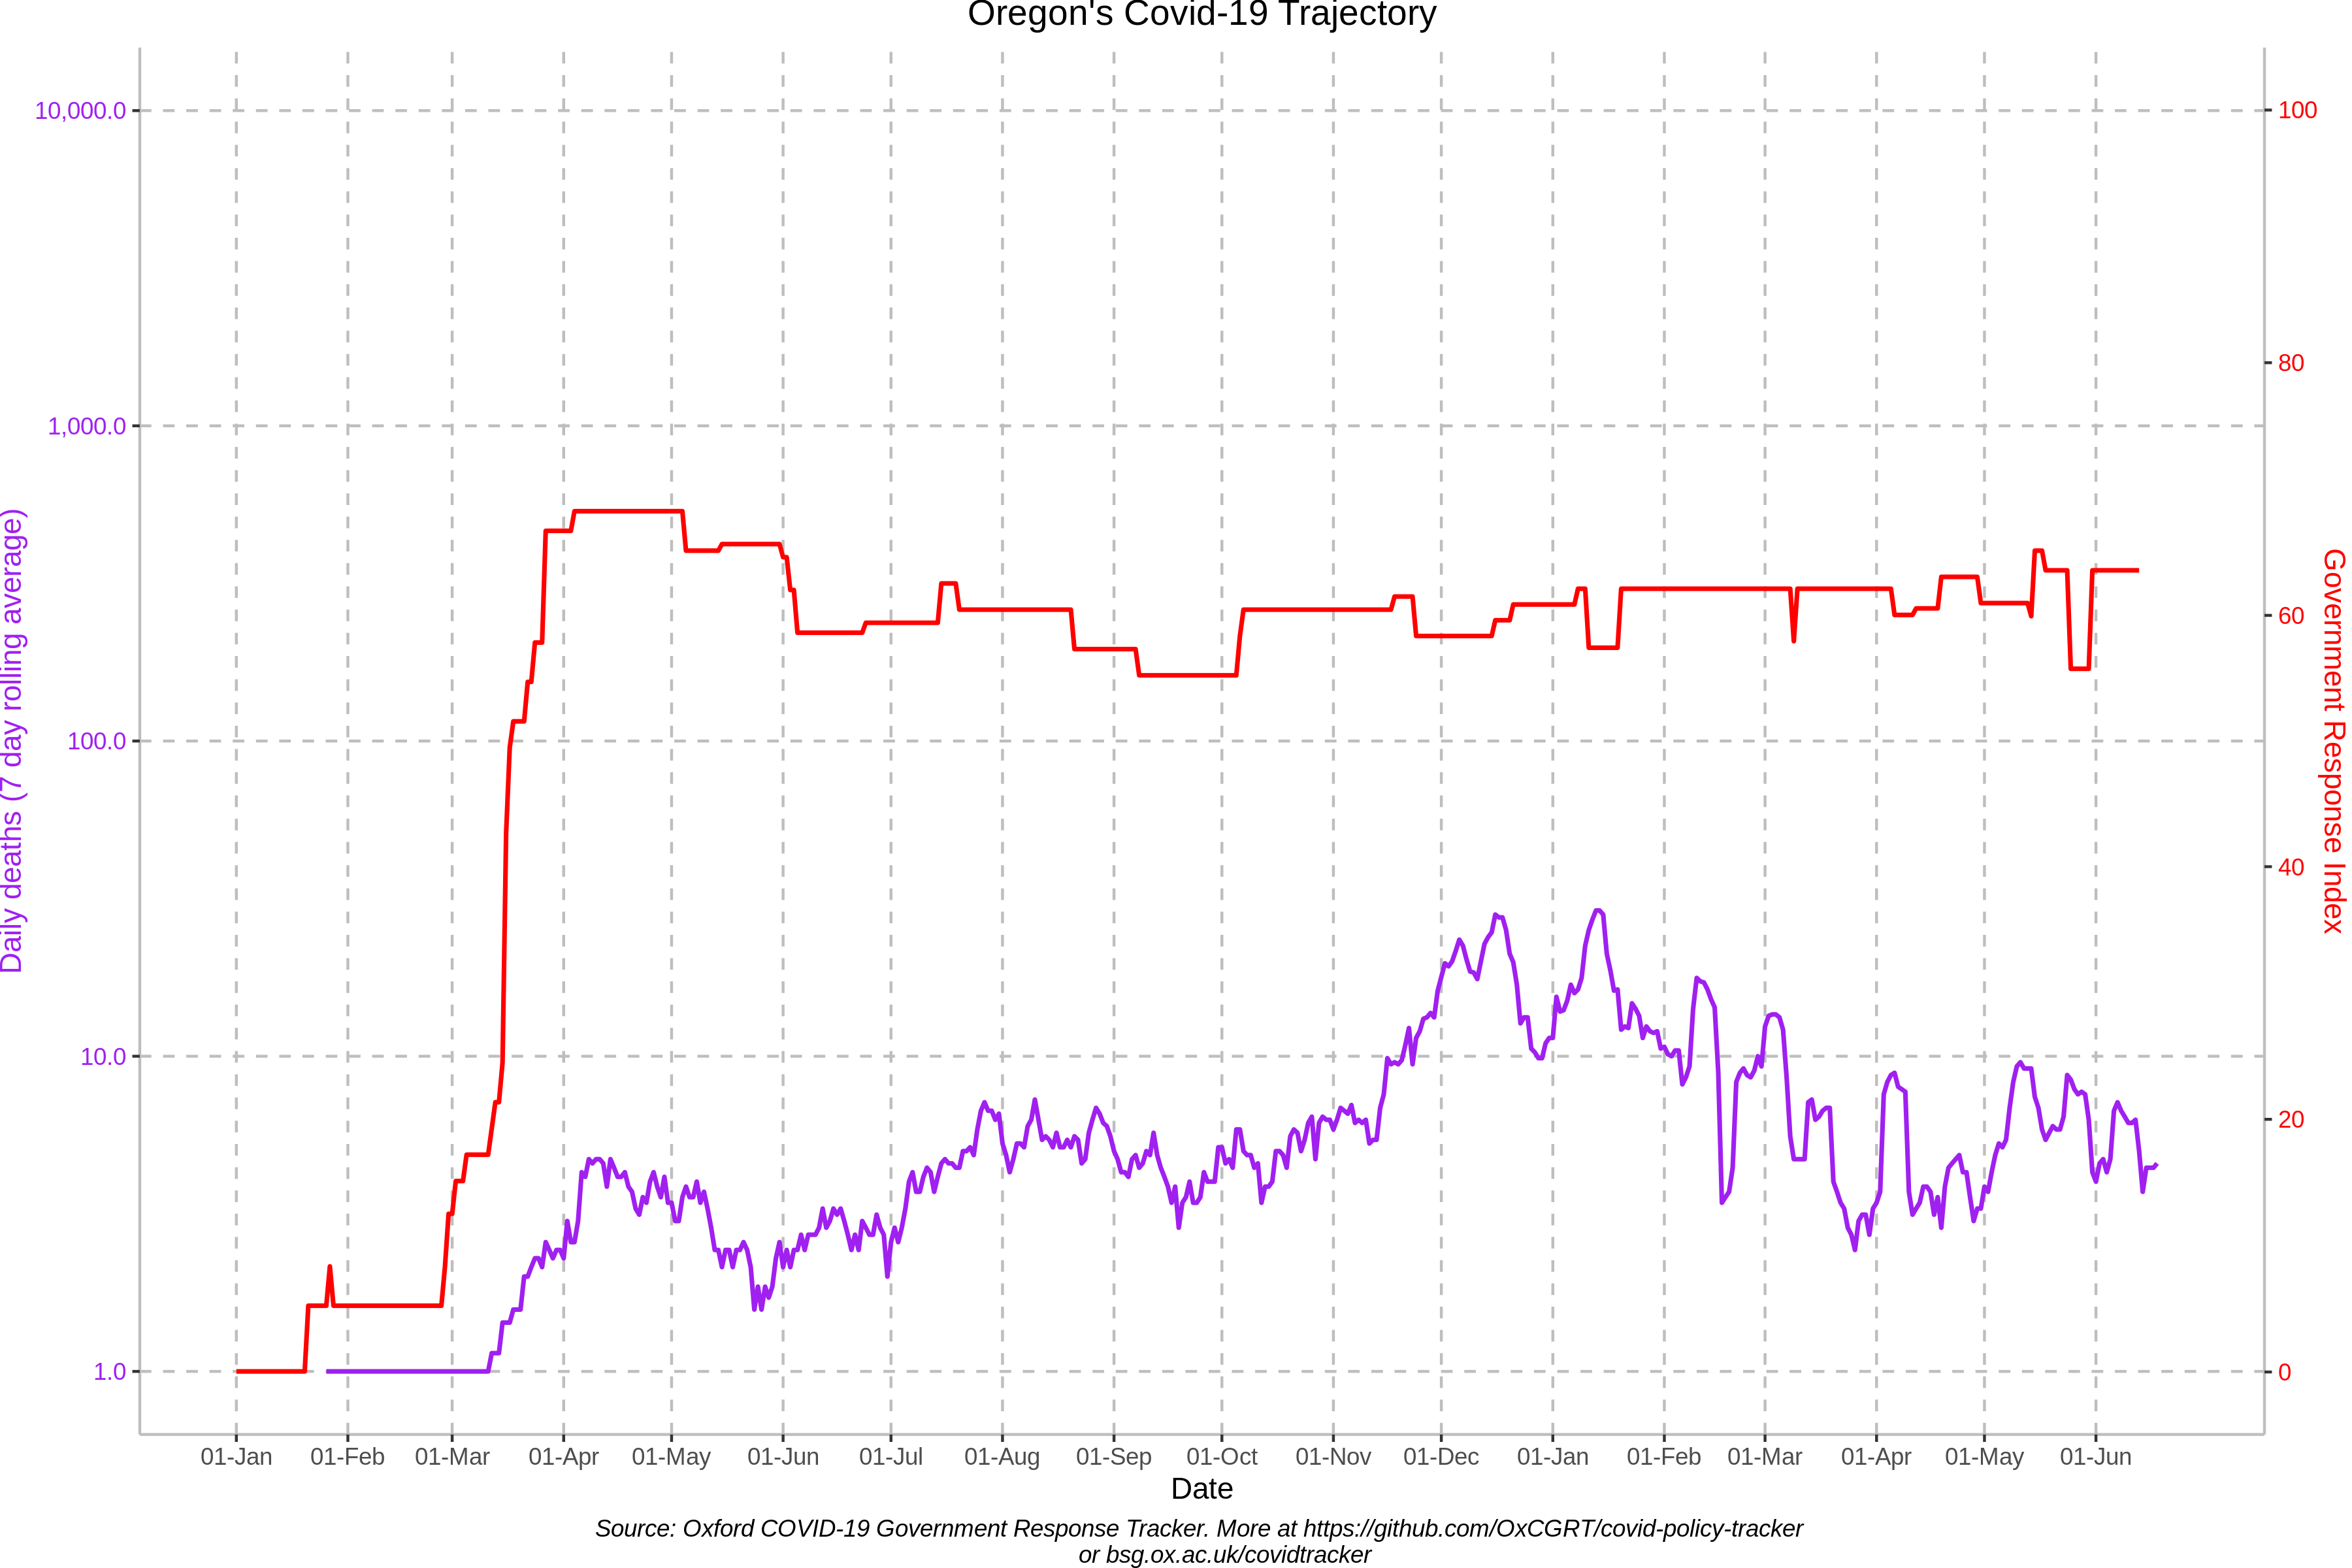 Oregon's Covid-19 Trajectory
10,000.0
1,000.0
100.0
10.0
1.0
Daily deaths (7 day rolling average)
100
80
60
40
20
0
Government Response Index
01-Jan 01-Feb 01-Mar 01-Apr 01-May 01-Jun 01-Jul 01-Aug 01-Sep 01-Oct 01-Nov 01-Dec 01-Jan 01-Feb 01-Mar 01-Apr 01-May 01-Jun
Date
Source: Oxford COVID-19 Government Response Tracker. More at https://github.com/OxCGRT/covid-policy-tracker
or bsg.ox.ac.uk/covidtracker